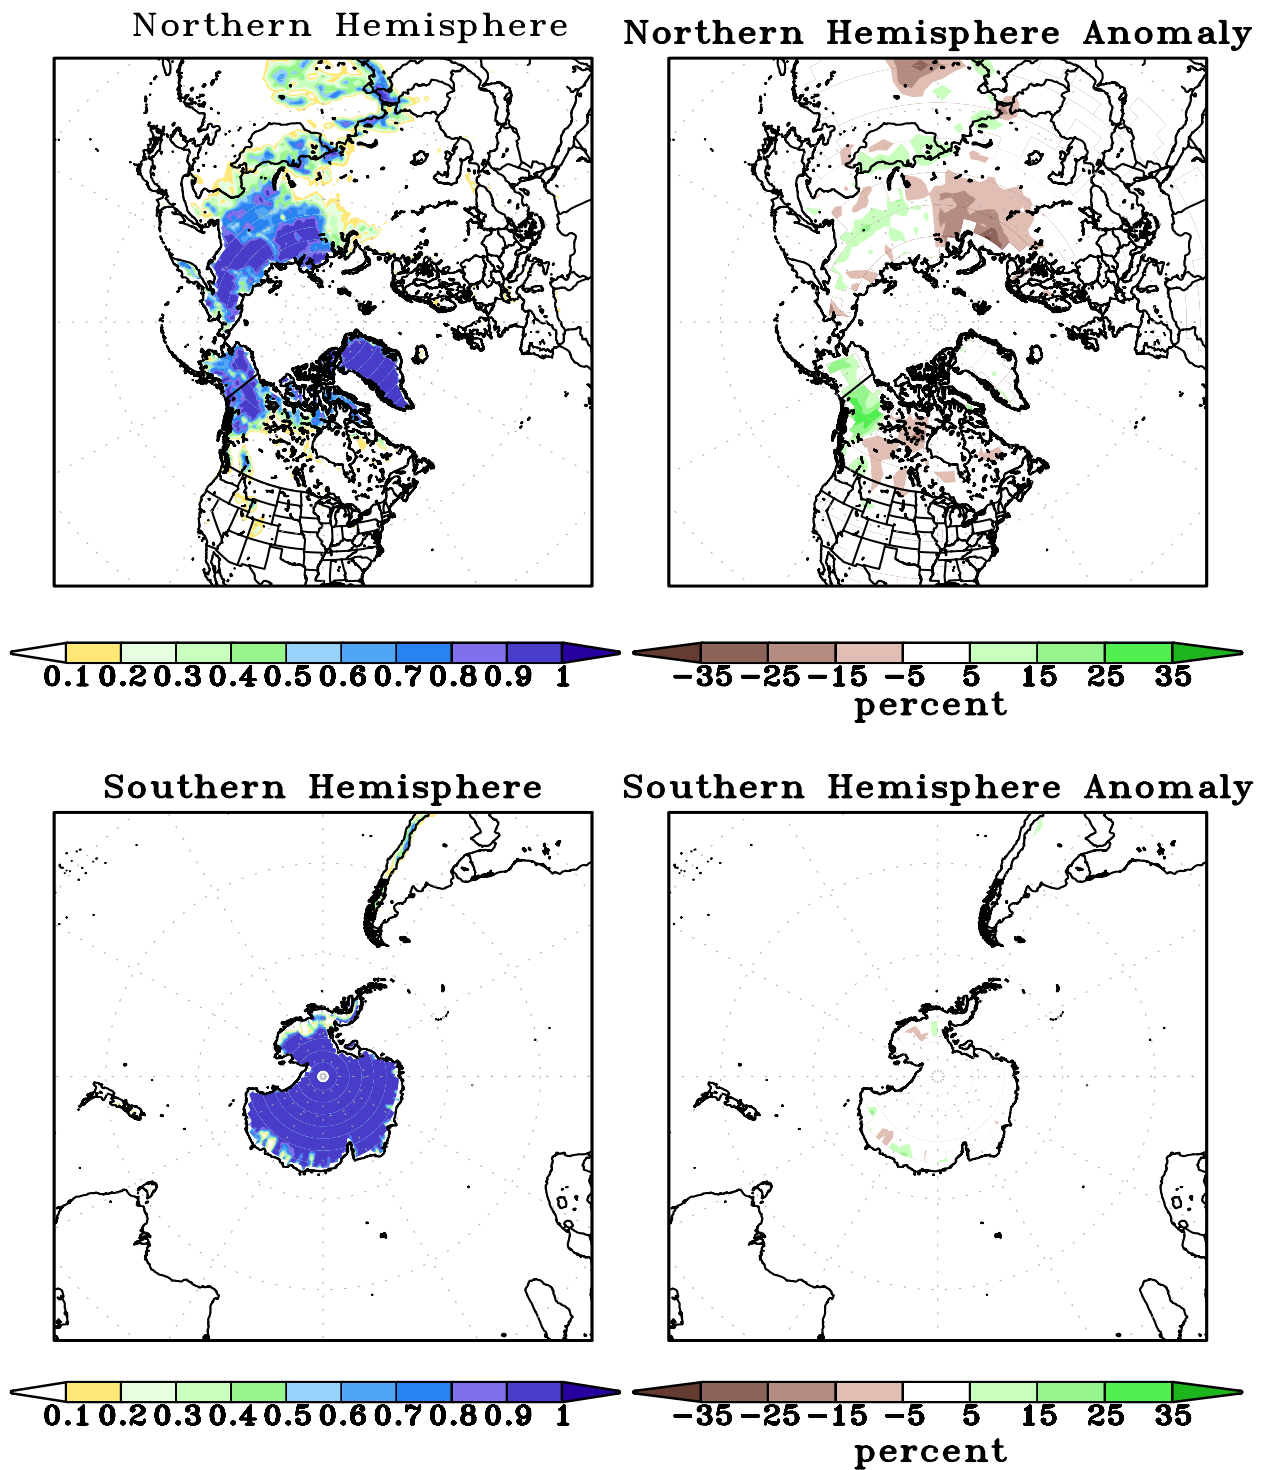 Northern Hemisphere
Northern Hemisphere Anomaly
0.1 0.2 0.3 0.4 0.5 0.6 0.7 0.8 0.9 1
-35 -25 -15 -5 5 15 25 35
percent
Southern Hemisphere
Southern Hemisphere Anomaly
0.1 0.2 0.3 0.4 0.5 0.6 0.7 0.8 0.9 1
-35 -25 -15 -5 5 15 25 35
percent